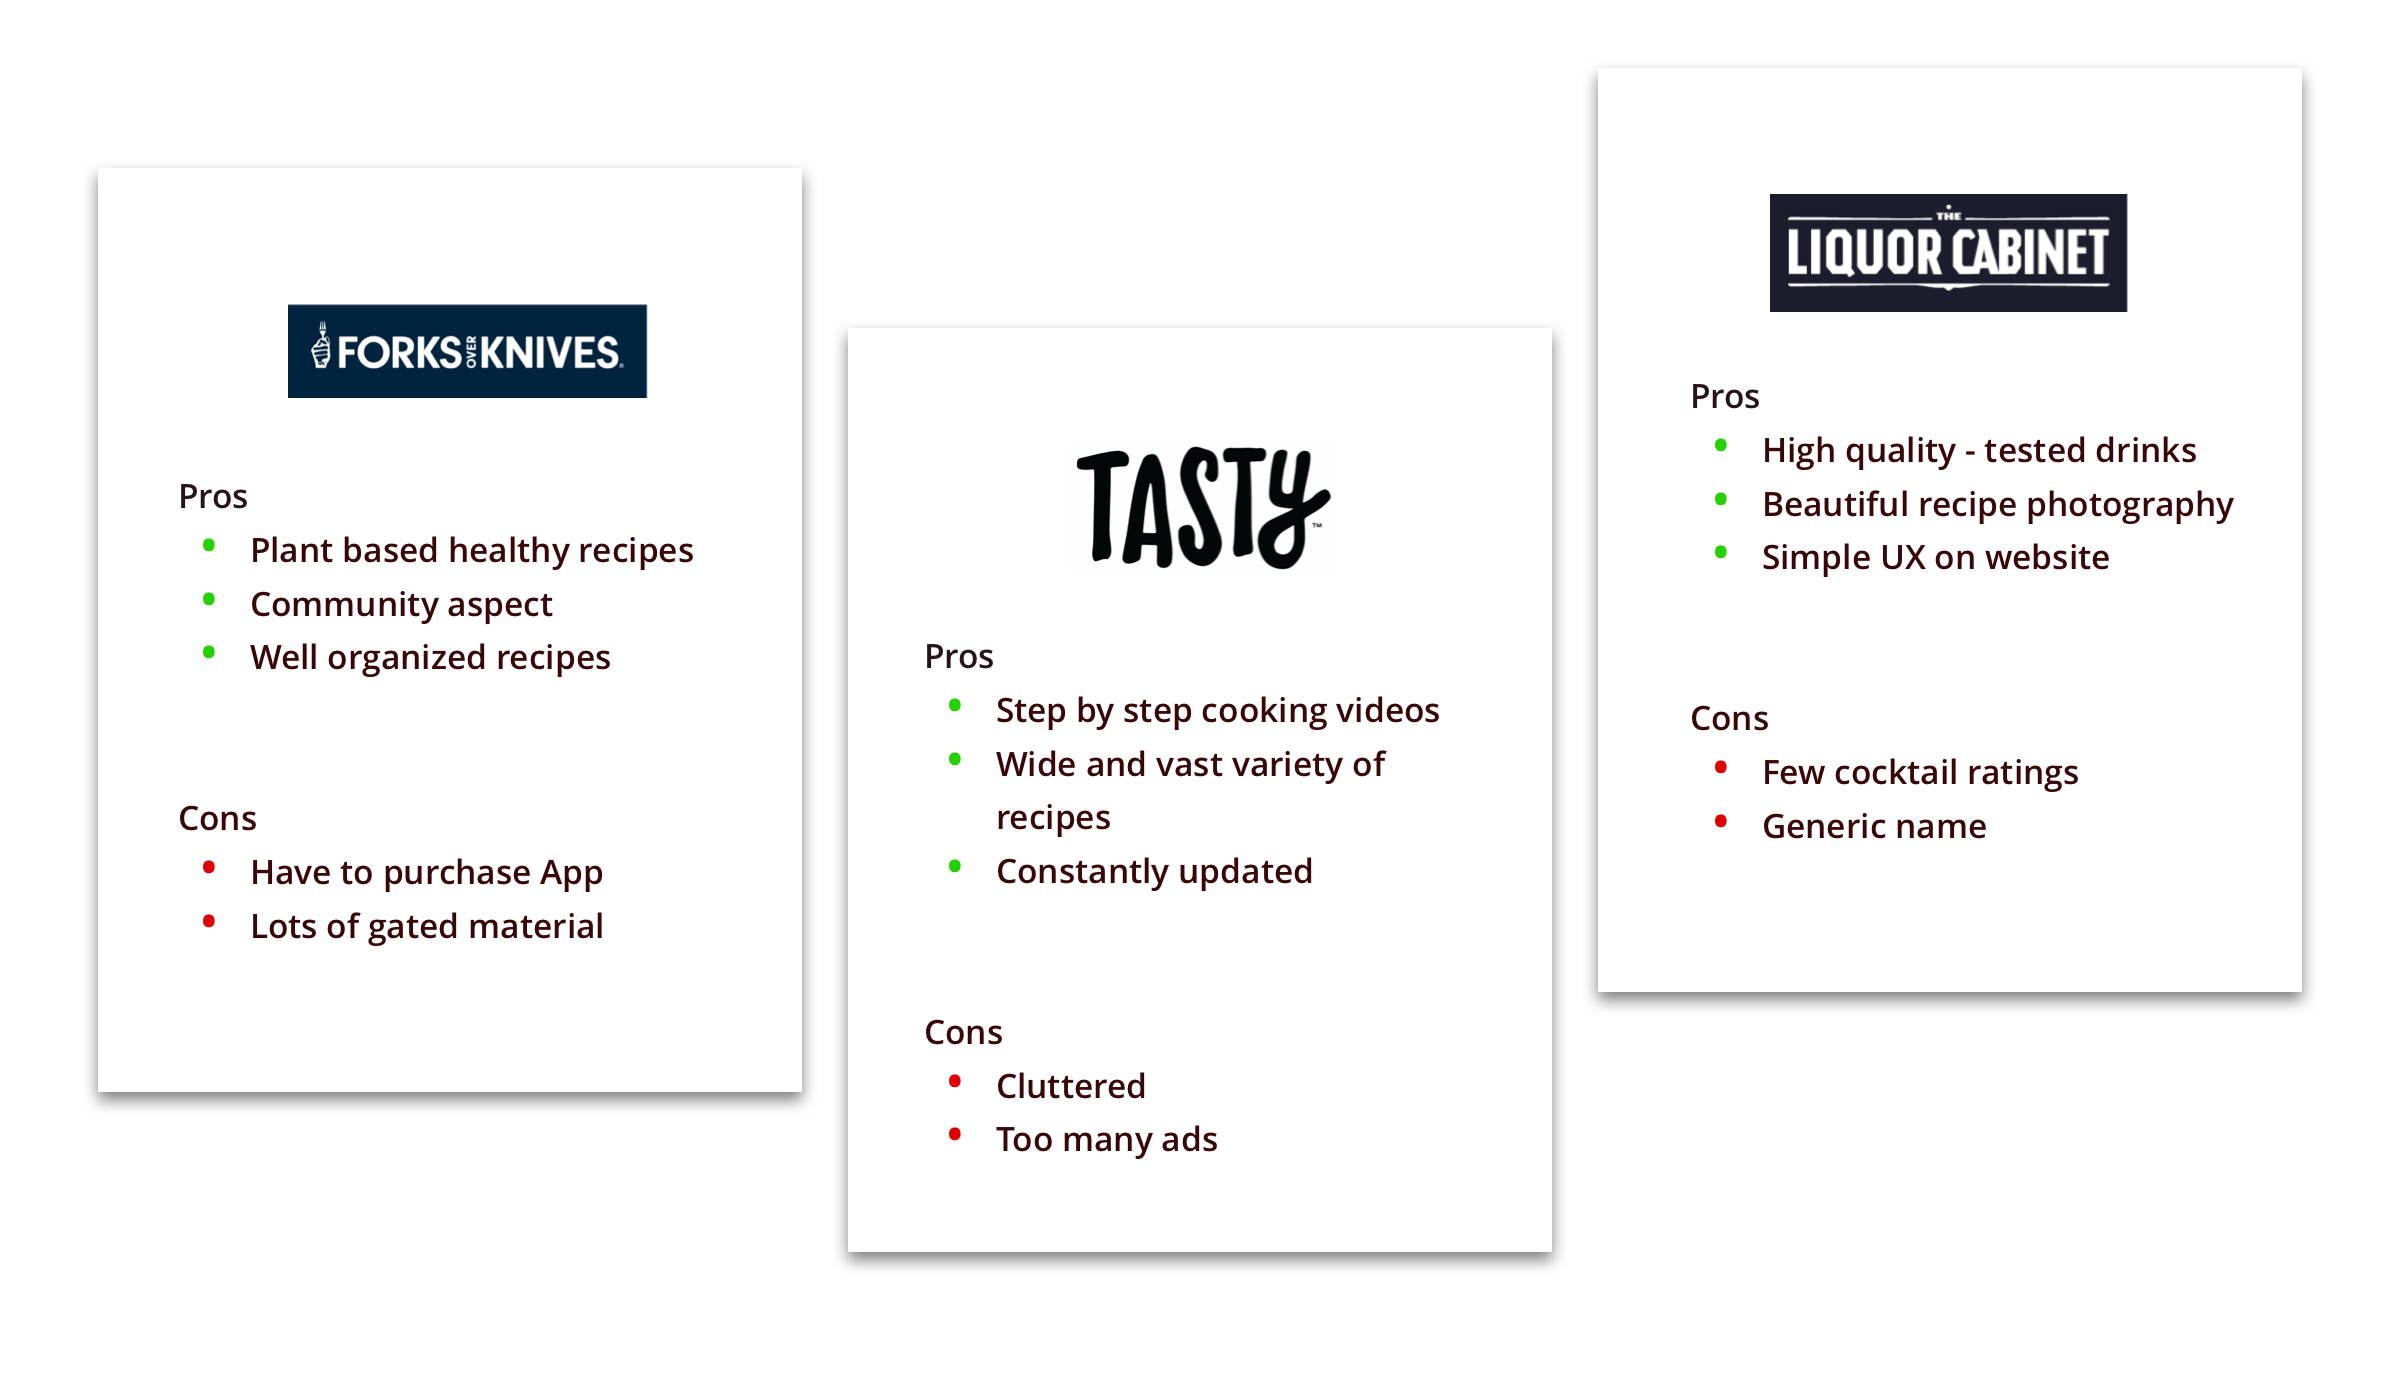 FORKS OVER KNIVES®
Pros
• Plant based healthy recipes
• Community aspect
• Well organized recipes
Cons
• Have to purchase App
• Lots of gated material
TASTY™
Pros
• Step by step cooking videos
• Wide and vast variety of
recipes
• Constantly updated
Cons
• Cluttered
• Too many ads
THE
LIQUOR CABINET
Pros
• High quality - tested drinks
• Beautiful recipe photography
• Simple UX on website
Cons
• Few cocktail ratings
• Generic name